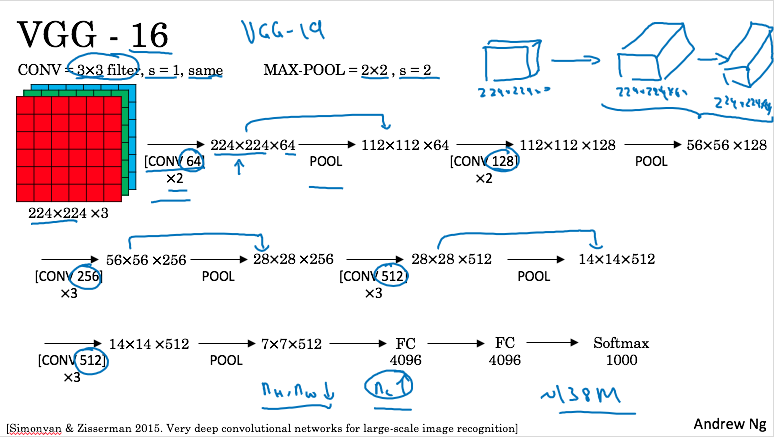 VGG - 16
VGG-19
CONV = 3×3 filter, s = 1, same
MAX-POOL = 2×2 , s = 2
224×224×3
224×224×64
224×224×64
224×224 ×3
[CONV 64]
×2
224×224×64
POOL
112×112 ×64
[CONV 128]
×2
112×112 ×128
POOL
56×56 ×128
[CONV 256]
×3
56×56 ×256
POOL
28×28 ×256
[CONV 512]
×3
28×28 ×512
POOL
14×14×512
[CONV 512]
×3
14×14 ×512
POOL
7×7×512
FC
4096
FC
4096
Softmax
1000
nH, nW ↓
nC ↑
~138M
[Simonyan & Zisserman 2015. Very deep convolutional networks for large-scale image recognition]
Andrew Ng